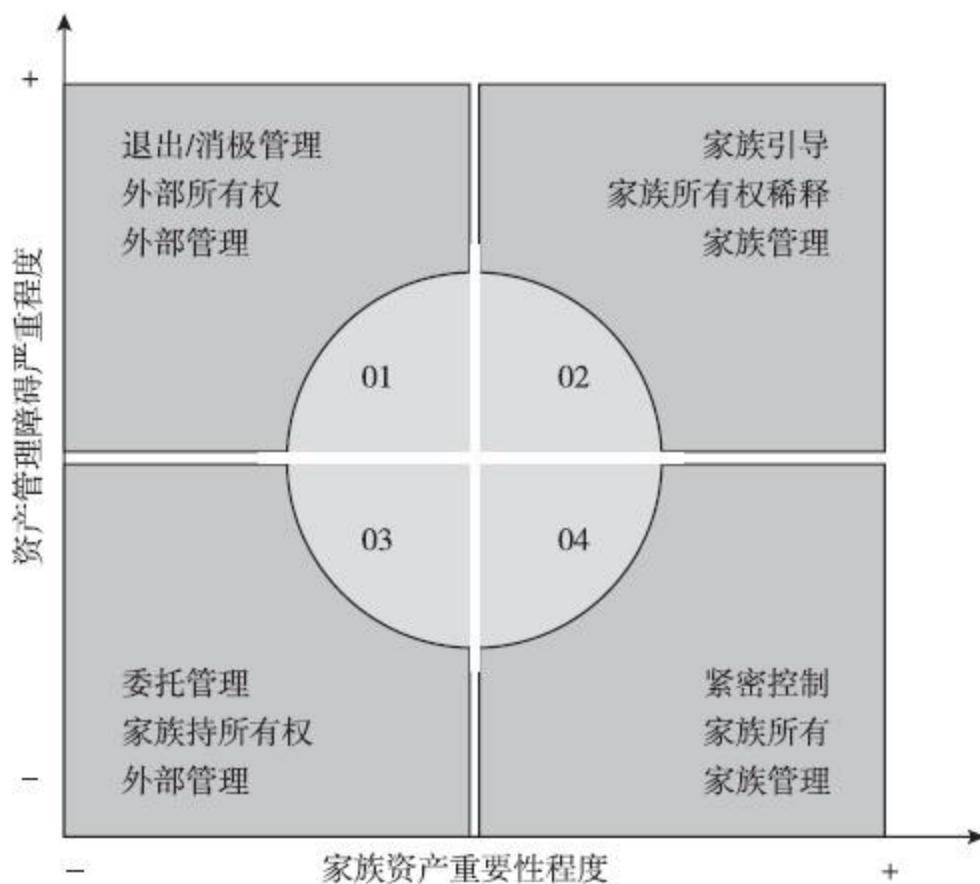 +
退出/消极管理
外部所有权
外部管理
家族引导
家族所有权稀释
家族管理
01
02
资产管理障碍严重程度
03
04
委托管理
家族持所有权
外部管理
紧密控制
家族所有
家族管理
−
−
家族资产重要性程度
+